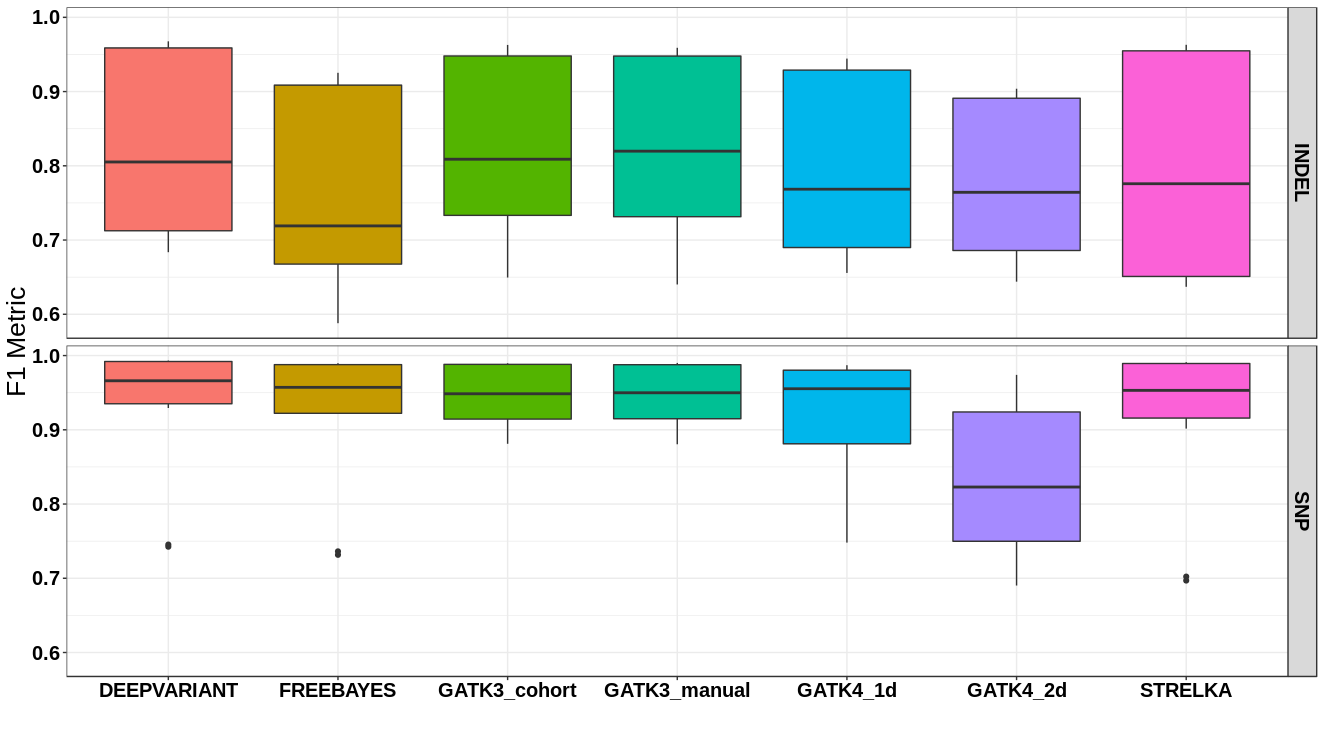 F1 Metric
1.0
0.9
0.8
0.7
0.6
INDEL
1.0
0.9
0.8
0.7
0.6
SNP
DEEPVARIANT FREEBAYES GATK3_cohort GATK3_manual GATK4_1d GATK4_2d STRELKA